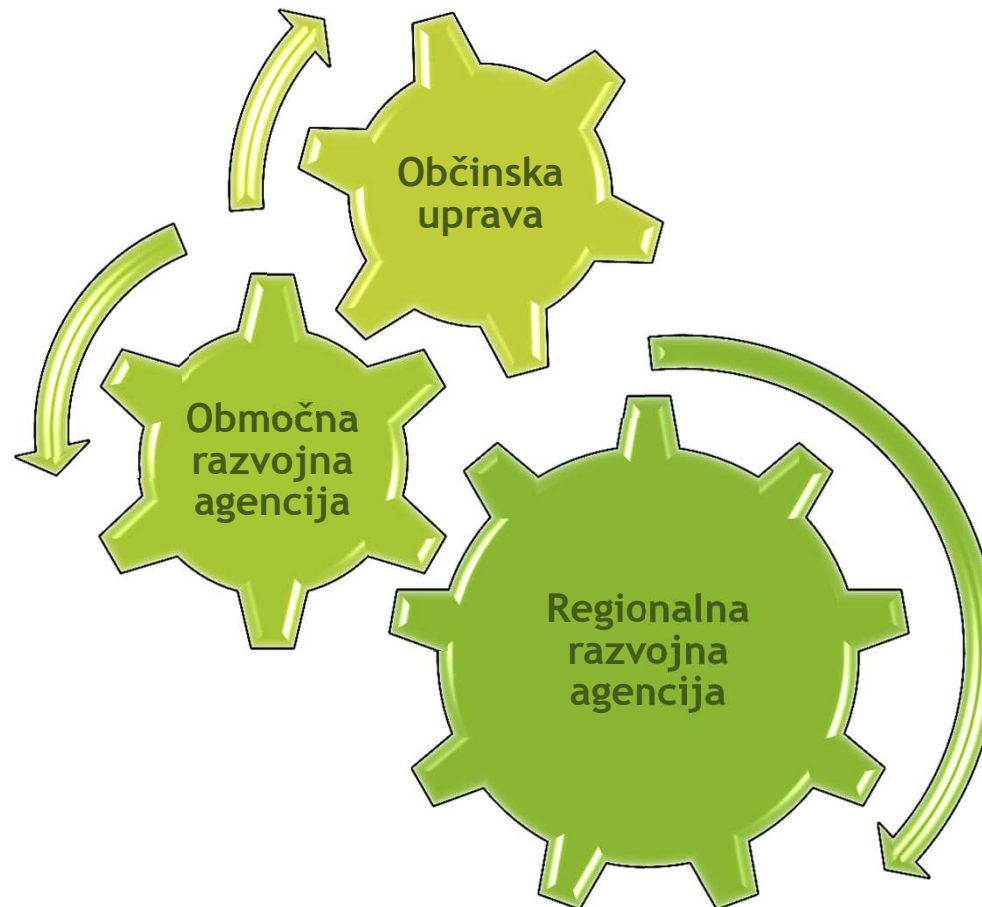 Občinska
uprava
Območna
razvojna
agencija
Regionalna
razvojna
agencija